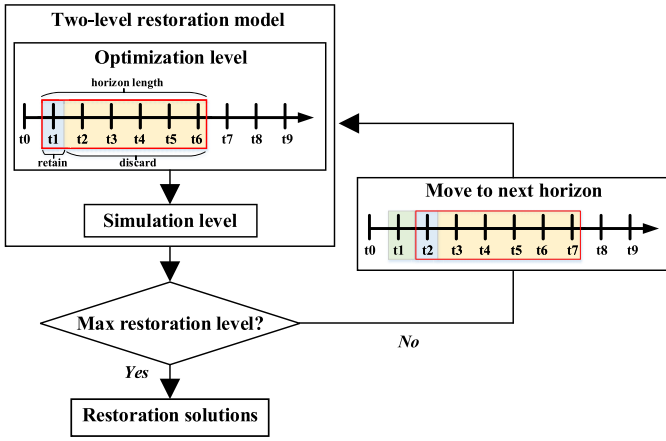 Two-level restoration model
Optimization level
horizon length
t0 t1 t2 t3 t4 t5 t6 t7 t8 t9
retain discard
Simulation level
Move to next horizon
t0 t1 t2 t3 t4 t5 t6 t7 t8 t9
Max restoration level?
No
Yes
Restoration solutions